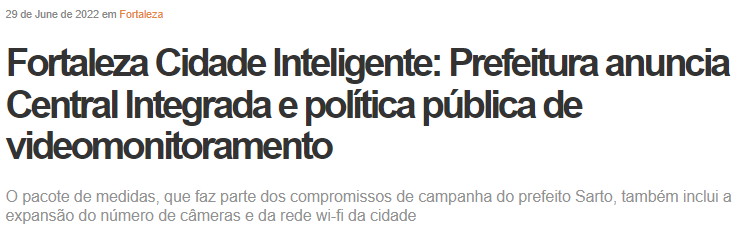 29 de June de 2022 em Fortaleza
Fortaleza Cidade Inteligente: Prefeitura anuncia
Central Integrada e política pública de
videomonitoramento
O pacote de medidas, que faz parte dos compromissos de campanha do prefeito Sarto, também inclui a
expansão do número de câmeras e da rede wi-fi da cidade